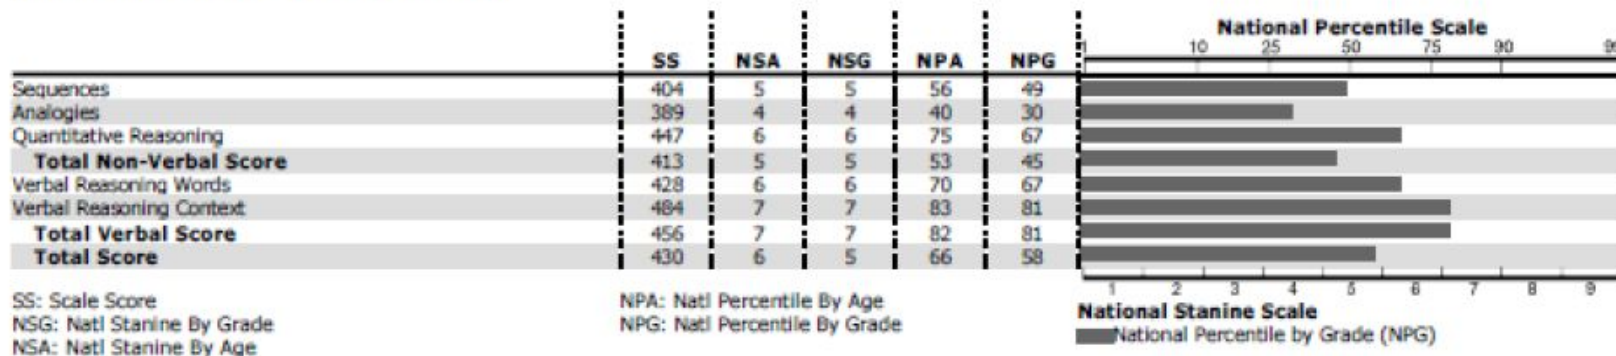 National Percentile Scale
1 10 25 50 75 90 99
SS NSA NSG NPA NPG
Sequences 404 5 5 56 49
Analogies 389 4 4 40 30
Quantitative Reasoning 447 6 6 75 67
Total Non-Verbal Score 413 5 5 53 45
Verbal Reasoning Words 428 6 6 70 67
Verbal Reasoning Context 484 7 7 83 81
Total Verbal Score 456 7 7 82 81
Total Score 430 6 5 66 58
1 2 3 4 5 6 7 8 9
SS: Scale Score NPA: Natl Percentile By Age National Stanine Scale
NSG: Natl Stanine By Grade NPG: Natl Percentile By Grade National Percentile by Grade (NPG)
NSA: Natl Stanine By Age